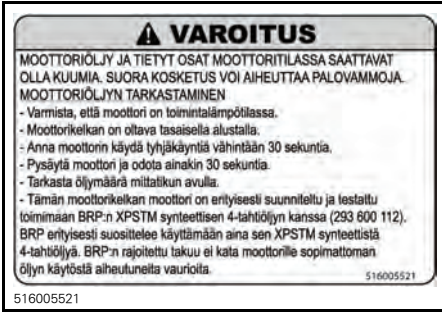 VAROITUS
MOOTTORIÖLJY JA TIETYT OSAT MOOTTORITILASSA SAATTAVAT
OLLA KUUMIA. SUORA KOSKETUS VOI AIHEUTTAA PALOVAMMOJA.
MOOTTORIÖLJYN TARKASTAMINEN
- Varmista, että moottori on toimintalämpötilassa.
- Moottorikelkan on oltava tasaisella alustalla.
- Anna moottorin käydä tyhjäkäyntiä vähintään 30 sekuntia.
- Pysäytä moottori ja odota ainakin 30 sekuntia.
- Tarkasta öljymäärä mittatikun avulla.
- Tämän moottorikelkan moottori on erityisesti suunniteltu ja testattu
toimimaan BRP:n XPSTM synteettisen 4-tahtiöljyn kanssa (293 600 112).
BRP erityisesti suosittelee käyttämään aina sen XPSTM synteettistä
4-tahtiöljyä. BRP:n rajoitettu takuu ei kata moottorille sopimattoman
öljyn käytöstä aiheutuneita vaurioita.
516005521
516005521